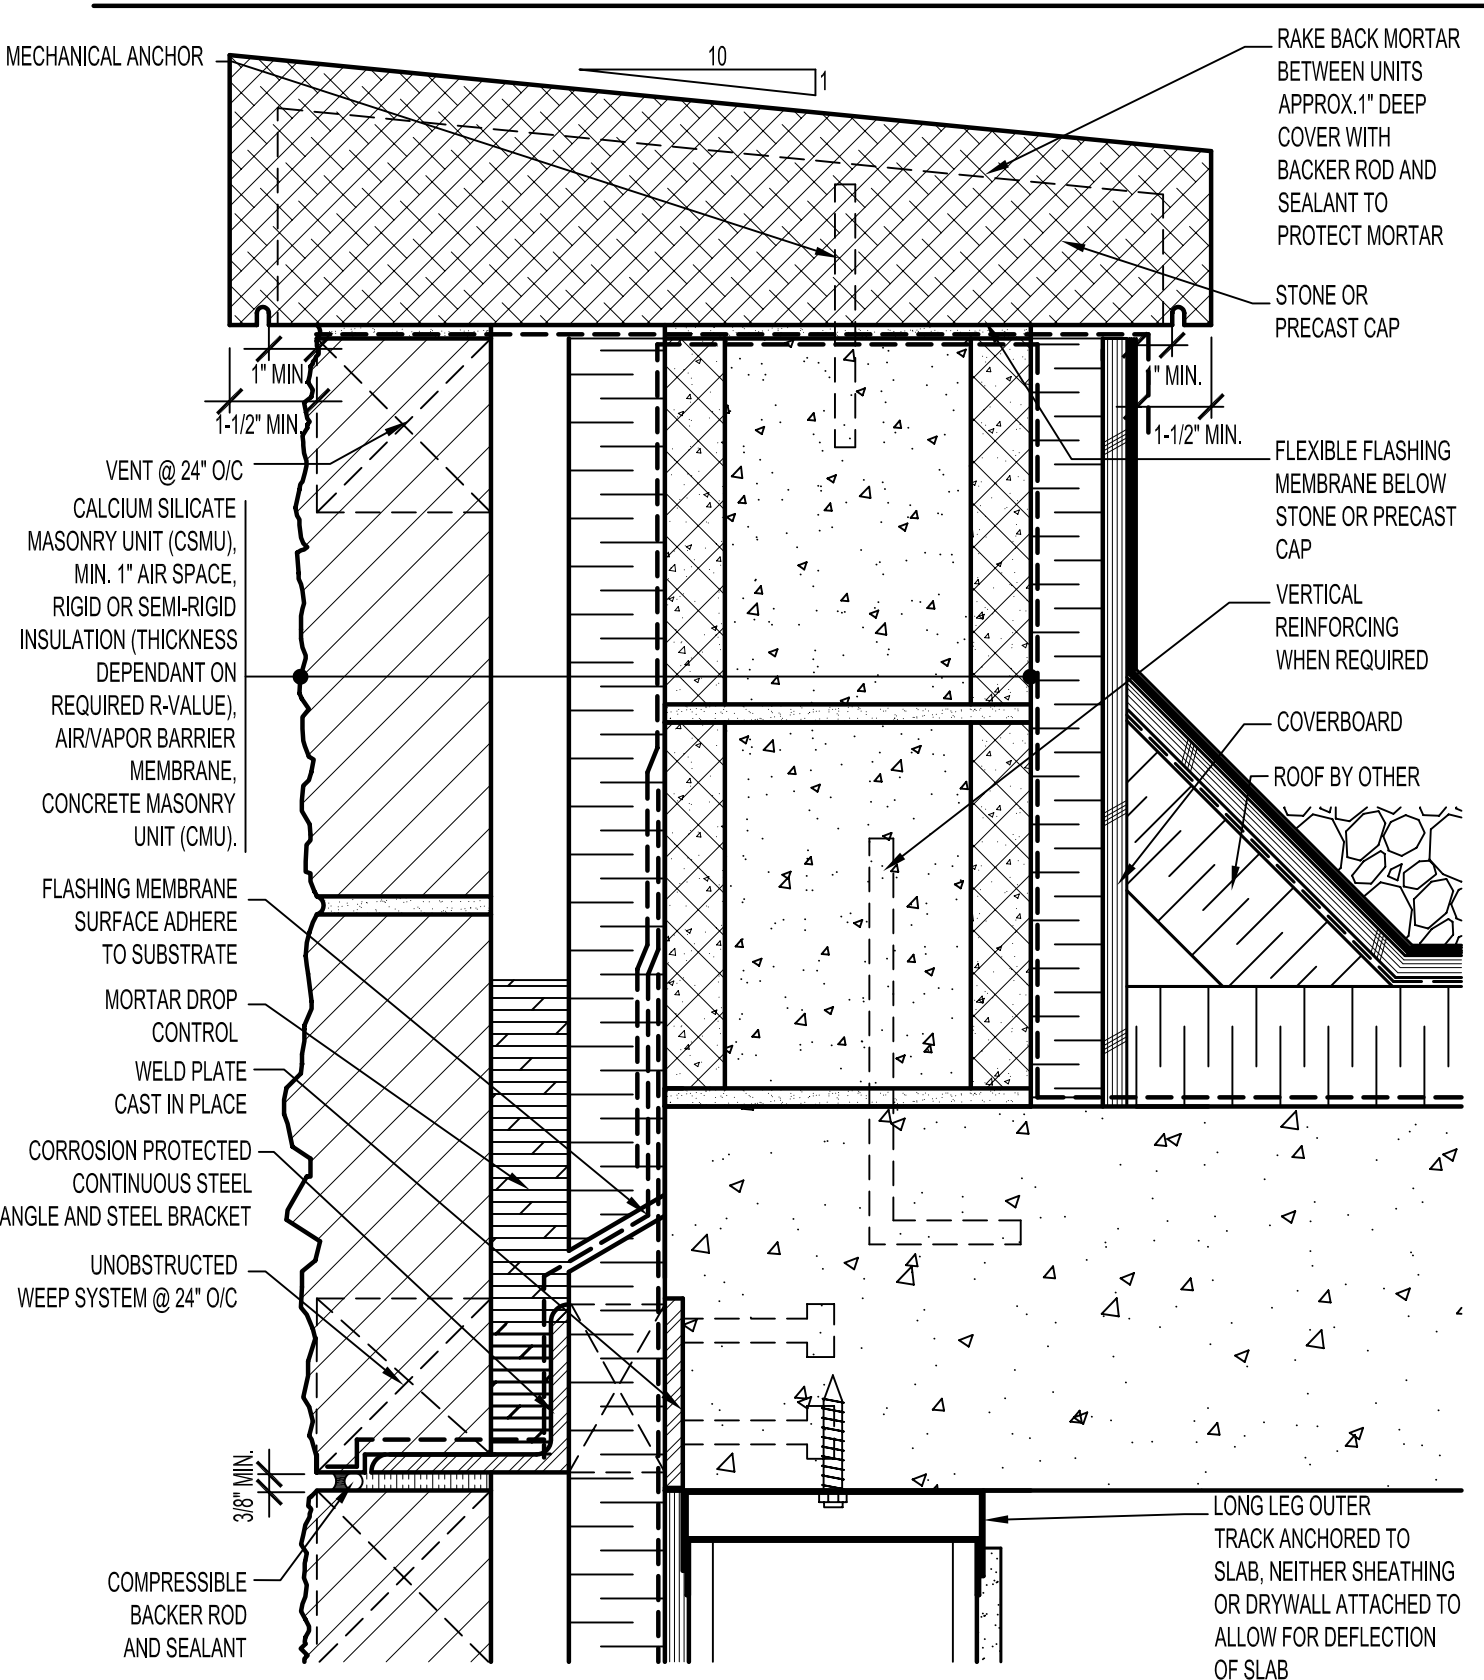 MECHANICAL ANCHOR
10
1
RAKE BACK MORTAR
BETWEEN UNITS
APPROX.1" DEEP
COVER WITH
BACKER ROD AND
SEALANT TO
PROTECT MORTAR
STONE OR
PRECAST CAP
1" MIN.
1-1/2" MIN.
" MIN.
1-1/2" MIN.
VENT @ 24" O/C
CALCIUM SILICATE
MASONRY UNIT (CSMU),
MIN. 1" AIR SPACE,
RIGID OR SEMI-RIGID
INSULATION (THICKNESS
DEPENDANT ON
REQUIRED R-VALUE),
AIR/VAPOR BARRIER
MEMBRANE,
CONCRETE MASONRY
UNIT (CMU).
FLASHING MEMBRANE
SURFACE ADHERE
TO SUBSTRATE
MORTAR DROP
CONTROL
WELD PLATE
CAST IN PLACE
CORROSION PROTECTED
CONTINUOUS STEEL
ANGLE AND STEEL BRACKET
UNOBSTRUCTED
WEEP SYSTEM @ 24" O/C
3/8" MIN.
COMPRESSIBLE
BACKER ROD
AND SEALANT
FLEXIBLE FLASHING
MEMBRANE BELOW
STONE OR PRECAST
CAP
VERTICAL
REINFORCING
WHEN REQUIRED
COVERBOARD
ROOF BY OTHER
LONG LEG OUTER
TRACK ANCHORED TO
SLAB, NEITHER SHEATHING
OR DRYWALL ATTACHED TO
ALLOW FOR DEFLECTION
OF SLAB